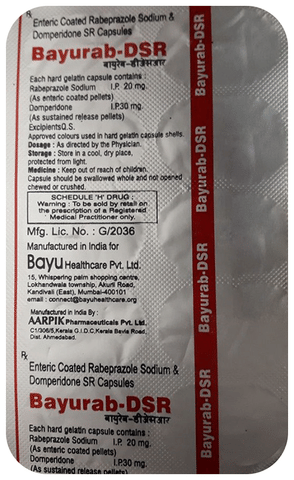 Rx
Enteric Coated Rabeprazole Sodium &
Domperidone SR Capsules
Bayurab-DSR
बायुरेब-डीजेसआर
Each hard gelatin capsule contains :
Rabeprazole Sodium I.P. 20 mg.
(As enteric coated pellets)
Domperidone I.P.30 mg.
(As sustained release pellets)
ExcipientsQ.S.
Approved colours used in hard gelatin capsule shells.
Dosage : As directed by the Physician.
Storage : Store in a cool, dry place,
protected from light.
Medicine : Keep out of reach of children.
Capsule should be swallowed whole and not opened
chewed or crushed.
SCHEDULE 'H' DRUG :
Warning : To be sold by retail on
the prescription of a Registered
Medical Practitioner only.
Mfg. Lic. No. : G/2036
Manufactured in India for
Bayu Healthcare Pvt. Ltd.
15, Whispering palm shopping centre,
Lokhandwala township, Akurli Road,
Kandivali (East), Mumbai-400101
email : connect@bayuhealthcare.org
Manufactured in India By :
AARPIK Pharmaceuticals Pvt. Ltd.
C1/306/5,Kerala G.I.D.C,Kerala Bavla Road,
Dist. Ahmedabad.
Rx
Enteric Coated Rabeprazole Sodium &
Domperidone SR Capsules
Bayurab-DSR
बायुरेब-डीजेसआर
Each hard gelatin capsule contains :
Rabeprazole Sodium I.P. 20 mg.
(As enteric coated pellets)
Domperidone I.P.30 mg.
(As sustained release pellets)
Bayurab-DSR
Bayurab-DSR
Bayurab-DSR
Bayurab-DSR